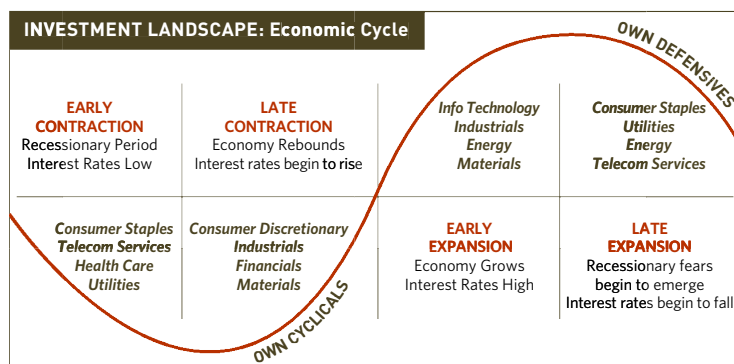 INVESTMENT LANDSCAPE: Economic Cycle
OWN DEFENSIVES
EARLY
CONTRACTION
Recessionary Period
Interest Rates Low
LATE
CONTRACTION
Economy Rebounds
Interest rates begin to rise
Info Technology
Industrials
Energy
Materials
Consumer Staples
Utilities
Energy
Telecom Services
Consumer Staples
Telecom Services
Health Care
Utilities
Consumer Discretionary
Industrials
Financials
Materials
OWN CYCLICALS
EARLY
EXPANSION
Economy Grows
Interest Rates High
LATE
EXPANSION
Recessionary fears
begin to emerge
Interest rates begin to fall